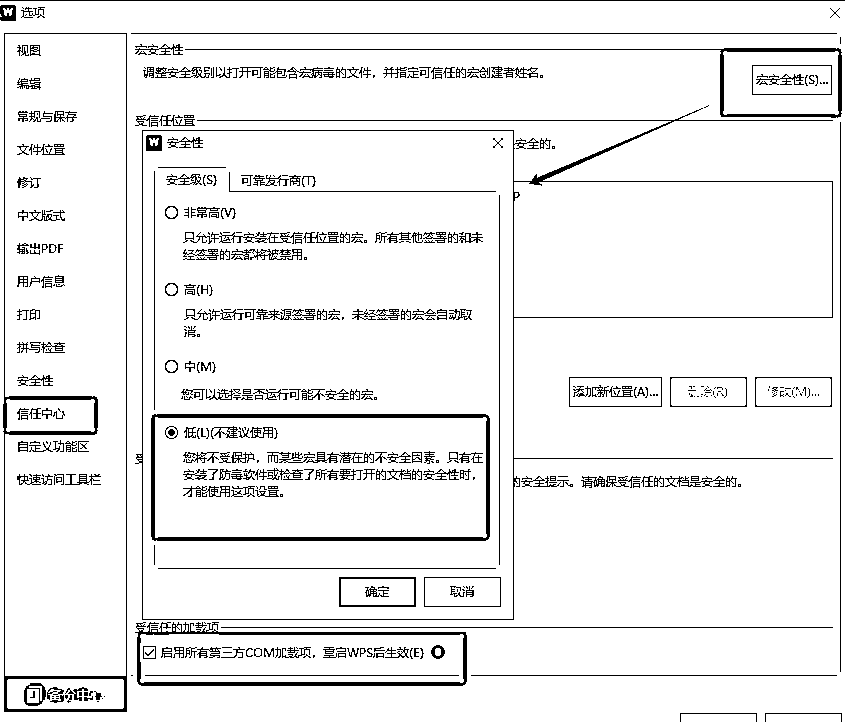 选项
视图
编辑
常规与保存
文件位置
修订
中文版式
输出PDF
用户信息
打印
拼写检查
安全性
信任中心
自定义功能区
快速访问工具栏
备份中心
宏安全性
调整安全级别以打开可能包含宏病毒的文件，并指定可信任的宏创建者姓名。
宏安全性(S)...
受信任位置
安全的。
安全性
安全级(S)
可靠发行商(T)
非常高(V)
只允许运行安装在受信任位置的宏。所有其他签署的和未
经签署的宏都将被禁用。
高(H)
只允许运行可靠来源签署的宏，未经签署的宏会自动取
消。
中(M)
您可以选择是否运行可能不安全的宏。
低(L)(不建议使用)
您将不受保护，而某些宏具有潜在的不安全因素。只有在
安装了防毒软件或检查了所有要打开的文档的安全性时，
才能使用这项设置。
确定
取消
添加新位置(A)...
删除(R)
修改(M)...
的安全提示。请确保受信任的文档是安全的。
受信任的加载项
启用所有第三方COM加载项，重启WPS后生效(E)